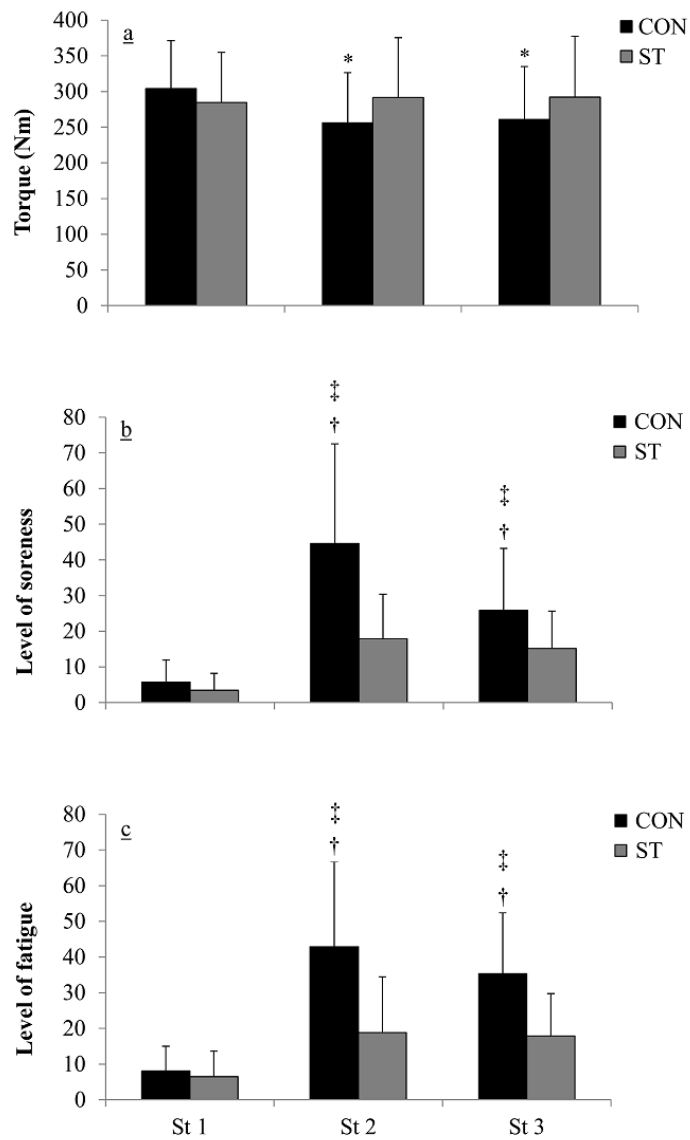 a
CON
ST
Torque (Nm)
400
350
300
250
200
150
100
50
0
*
*
b
CON
ST
Level of soreness
80
70
60
50
40
30
20
10
0
‡
†
‡
†
c
CON
ST
Level of fatigue
80
70
60
50
40
30
20
10
0
‡
†
‡
†
St 1 St 2 St 3